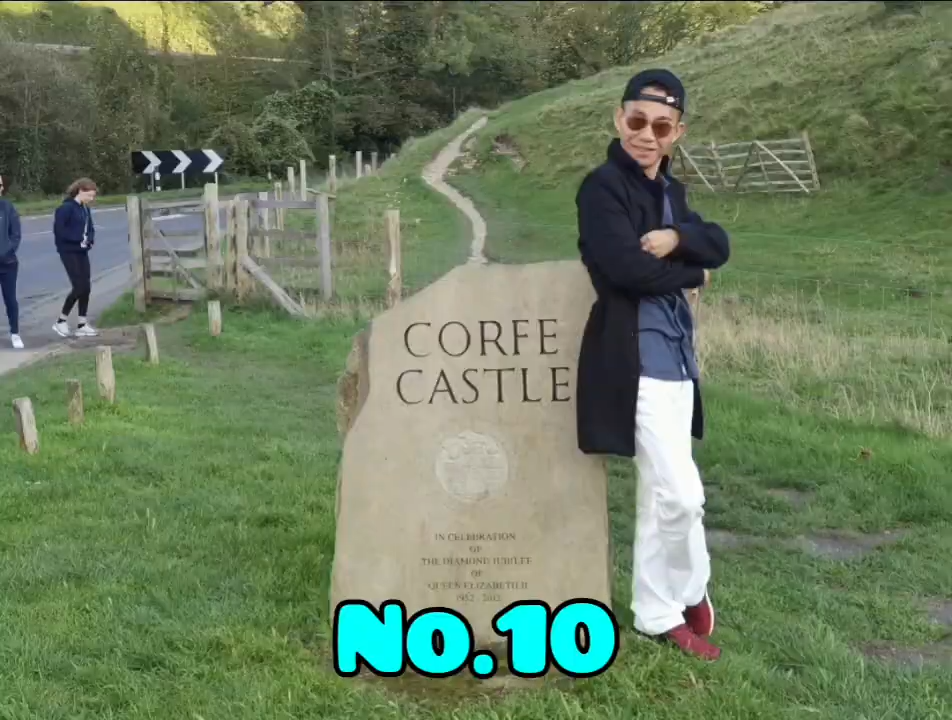 CORFE
CASTLE
IN CELEBRATION
OF
THE DIAMOND JUBILEE
OF
QUEEN ELIZABETH II
1952 - 2012
No.10